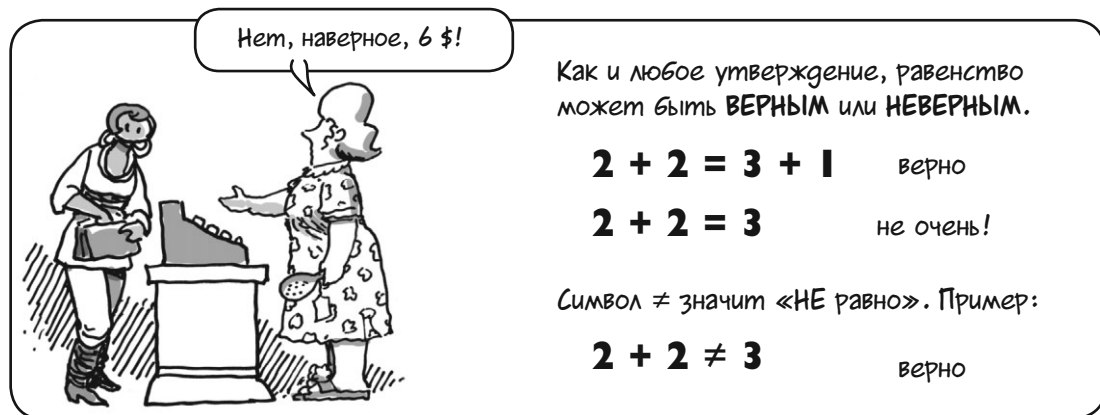 Нет, наверное, 6 $!
Как и любое утверждение, равенство
может быть ВЕРНЫМ или НЕВЕРНЫМ.
2 + 2 = 3 + 1 верно
2 + 2 = 3 не очень!
Символ ≠ значит «НЕ равно». Пример:
2 + 2 ≠ 3 верно